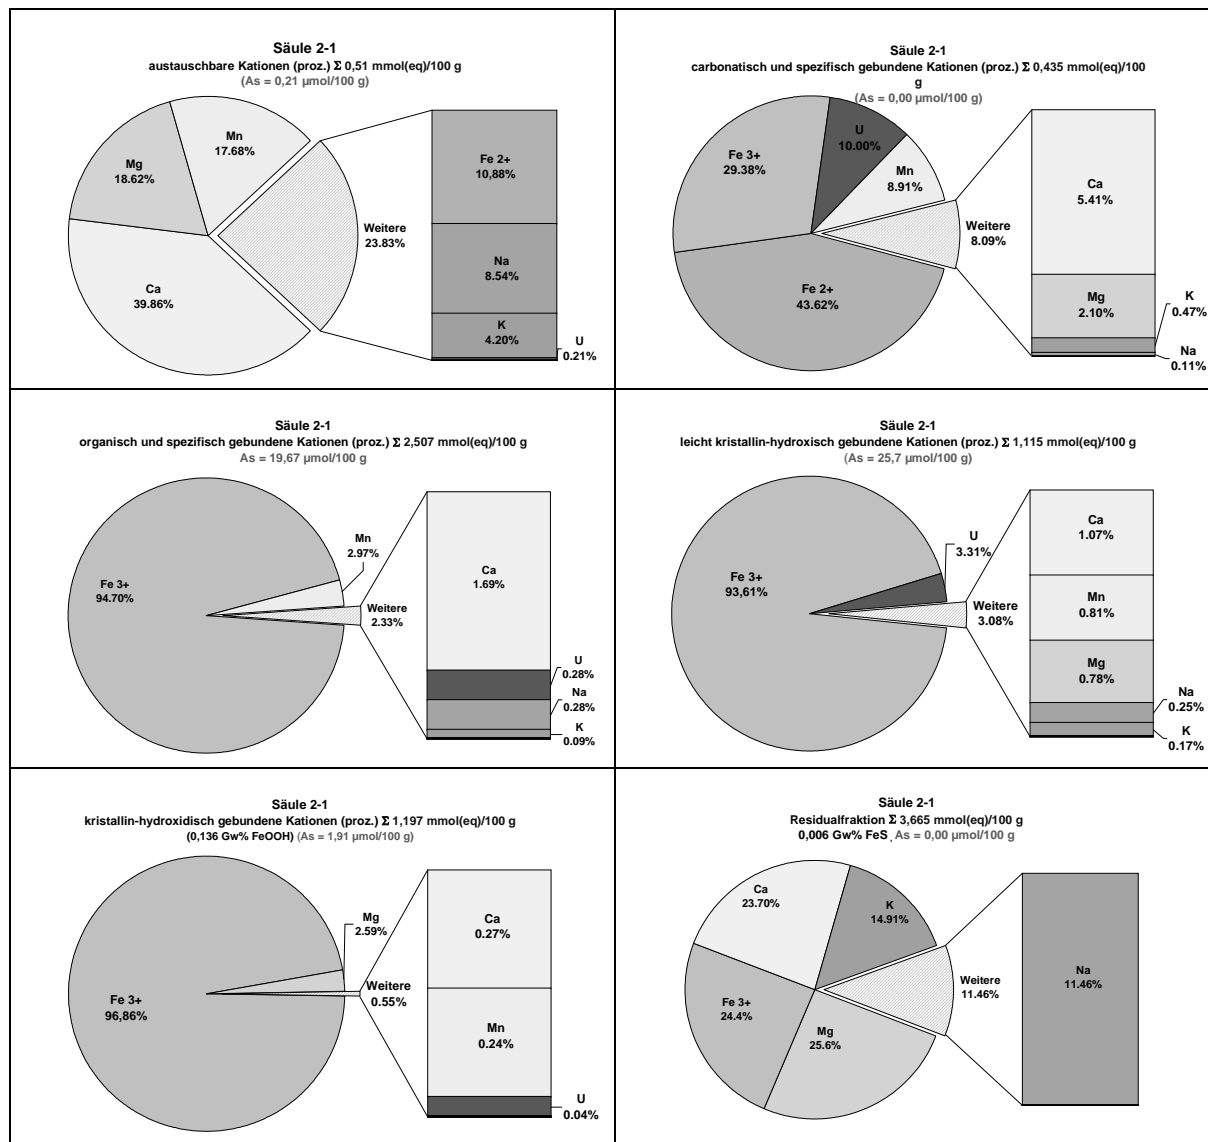 Säule 2-1
austauschbare Kationen (proz.) Σ 0,51 mmol(eq)/100 g
(As = 0,21 µmol/100 g)
Mn
17.68%
Mg
18.62%
Ca
39.86%
Weitere
23.83%
Fe 2+
10,88%
Na
8.54%
K
4.20%
U
0.21%
Säule 2-1
carbonatisch und spezifisch gebundene Kationen (proz.) Σ 0,435 mmol(eq)/100
g
(As = 0,00 µmol/100 g)
U
10.00%
Fe 3+
29.38%
Mn
8.91%
Weitere
8.09%
Fe 2+
43.62%
Ca
5.41%
Mg
2.10%
K
0.47%
Na
0.11%
Säule 2-1
organisch und spezifisch gebundene Kationen (proz.) Σ 2,507 mmol(eq)/100 g
As = 19,67 µmol/100 g
Mn
2.97%
Fe 3+
94.70%
Weitere
2.33%
Ca
1.69%
U
0.28%
Na
0.28%
K
0.09%
Säule 2-1
leicht kristallin-hydroxisch gebundene Kationen (proz.) Σ 1,115 mmol(eq)/100 g
(As = 25,7 µmol/100 g)
U
3.31%
Fe 3+
93,61%
Weitere
3.08%
Ca
1.07%
Mn
0.81%
Mg
0.78%
Na
0.25%
K
0.17%
Säule 2-1
kristallin-hydroxidisch gebundene Kationen (proz.) Σ 1,197 mmol(eq)/100 g
(0,136 Gw% FeOOH) (As = 1,91 µmol/100 g)
Mg
2.59%
Fe 3+
96,86%
Weitere
0.55%
Ca
0.27%
Mn
0.24%
U
0.04%
Säule 2-1
Residualfraktion Σ 3,665 mmol(eq)/100 g
0,006 Gw% FeS, As = 0,00 µmol/100 g
Ca
23.70%
K
14.91%
Fe 3+
24.4%
Mg
25.6%
Weitere
11.46%
Na
11.46%